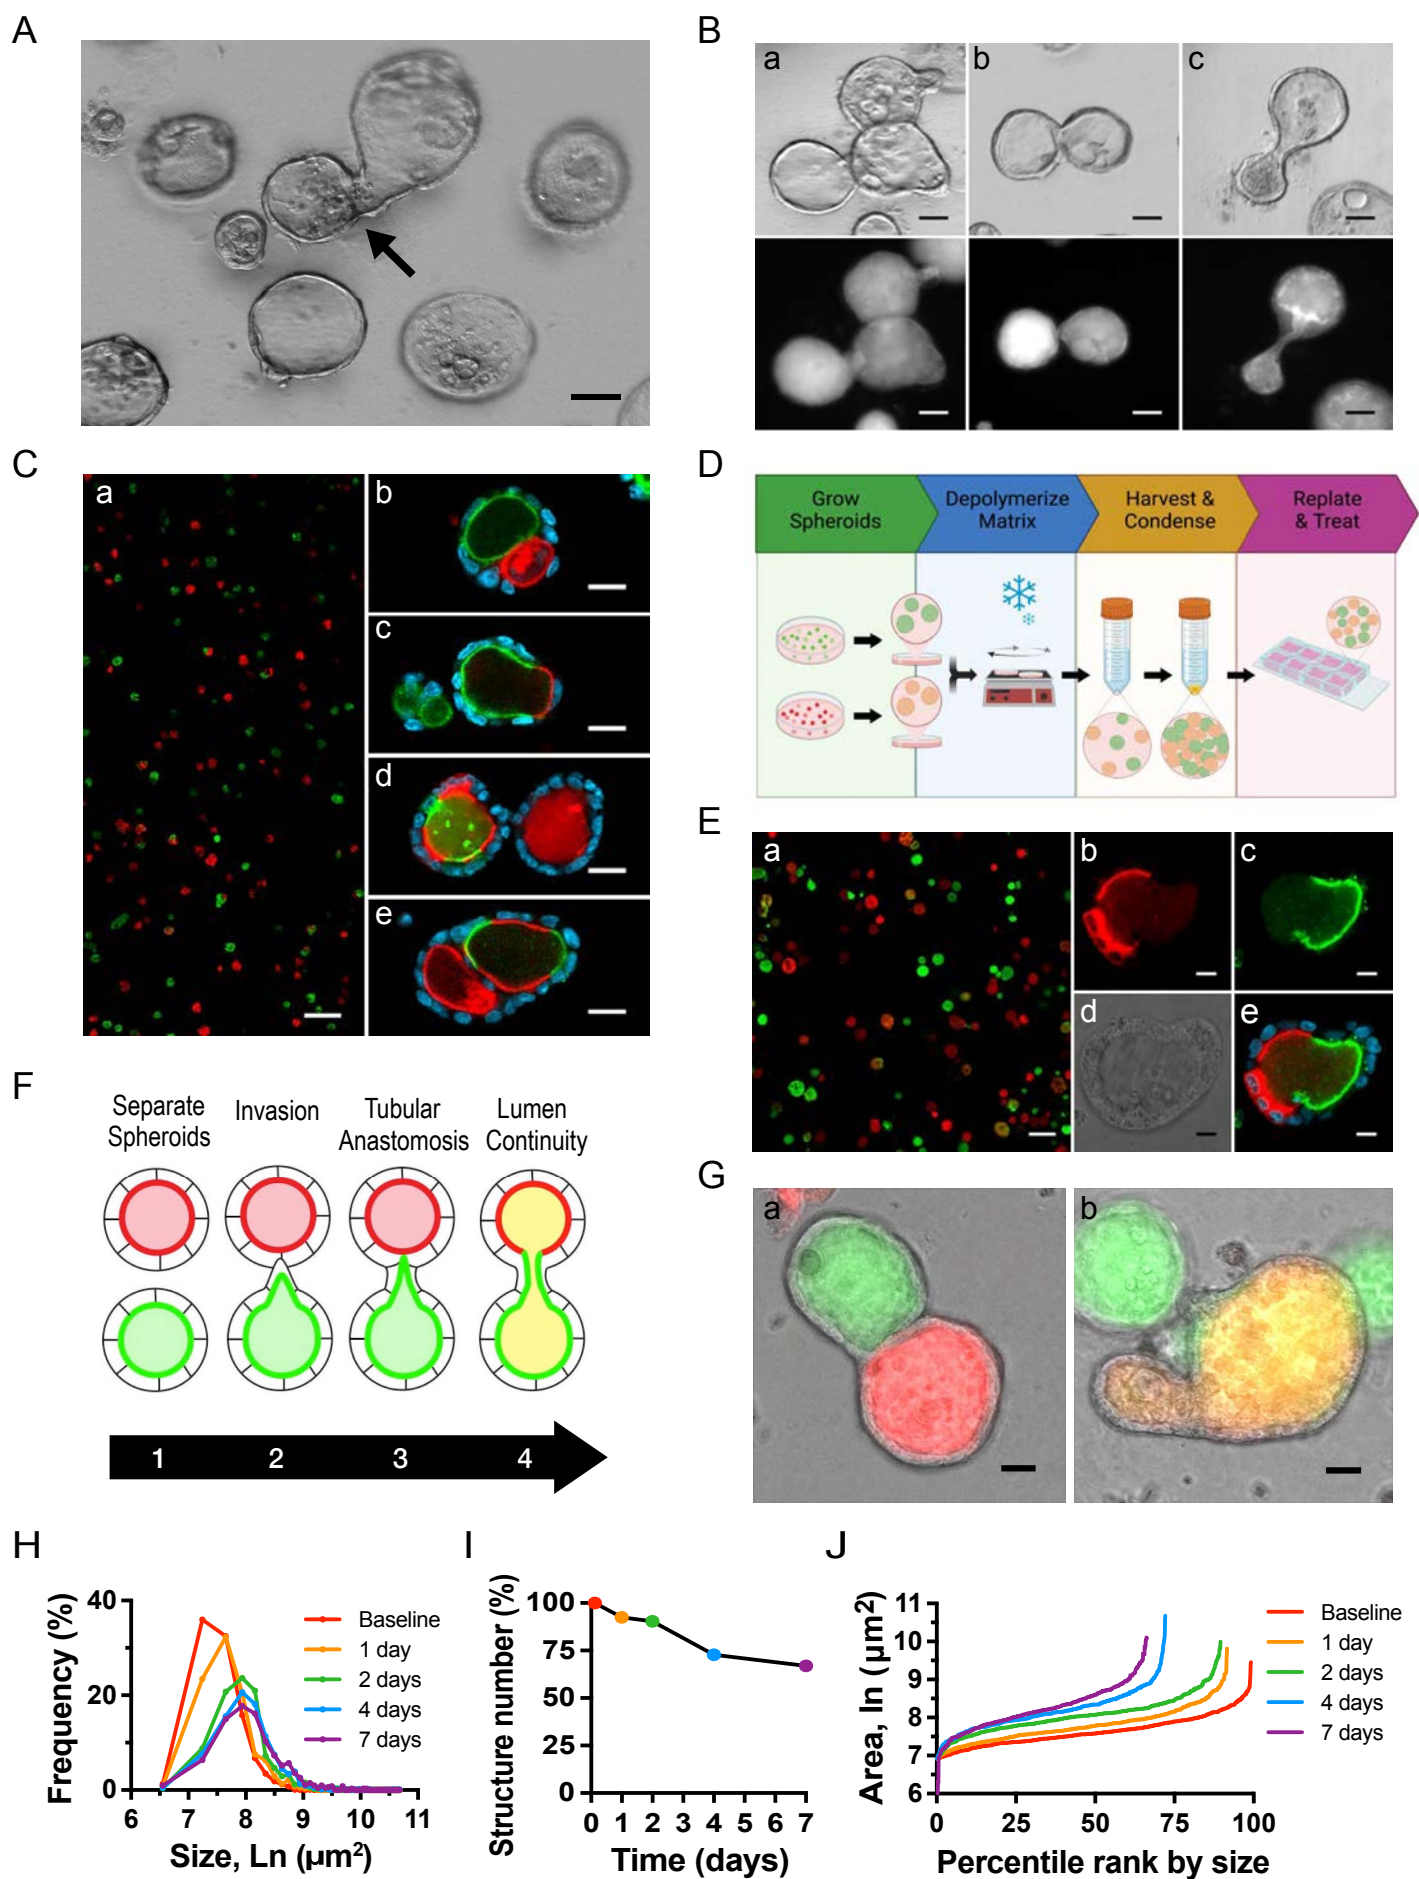 A
B
a
b
c
C
a
b
c
d
e
D
Grow
Spheroids
Depolymerize
Matrix
Harvest &
Condense
Replate
& Treat
E
a
b
c
d
e
F
Separate
Spheroids
Invasion
Tubular
Anastomosis
Lumen
Continuity
1
2
3
4
G
a
b
H
Frequency (%)
40
20
0
6 7 8 9 10 11
Size, Ln (µm²)
Baseline
1 day
2 days
4 days
7 days
I
Structure number (%)
100
75
50
25
0
0 1 2 3 4 5 6 7
Time (days)
J
Area, ln (µm²)
11
10
9
8
7
6
0 25 50 75 100
Percentile rank by size
Baseline
1 day
2 days
4 days
7 days